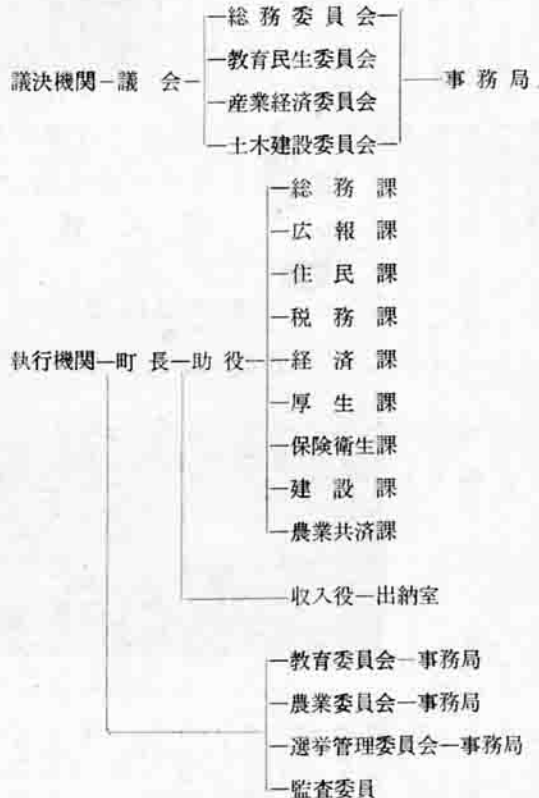 総務委員会
教育民生委員会
議決機関 議会 事務局
産業経済委員会
土木建設委員会
総務課
広報課
住民課
税務課
執行機関 町長 助役 経済課
厚生課
保険衛生課
建設課
農業共済課
収入役 出納室
教育委員会 事務局
農業委員会 事務局
選挙管理委員会 事務局
監査委員